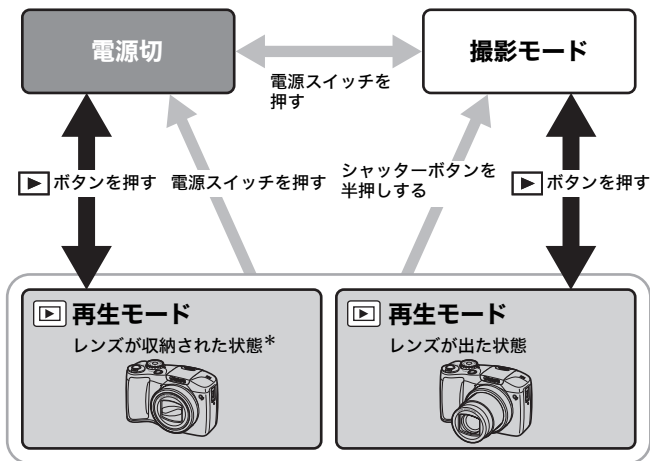 電源切
撮影モード
電源スイッチを
押す
ボタンを押す
電源スイッチを押す
シャッターボタンを
半押しする
ボタンを押す
再生モード
レンズが収納された状態*
再生モード
レンズが出た状態